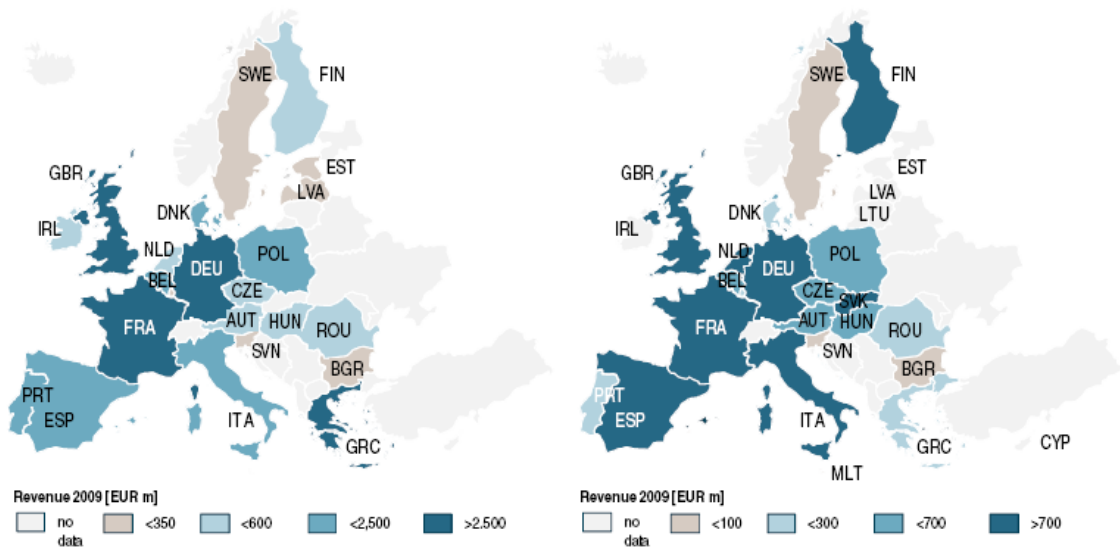 SWE
FIN
GBR
EST
LVA
DNK
IRL
NLD
POL
DEU
BEL
CZE
FRA
AUT
HUN
ROU
SVN
BGR
PRT
ESP
ITA
GRC
Revenue 2009 [EUR m]
no data
<350
<600
<2,500
>2.500
SWE
FIN
GBR
EST
LVA
DNK
LTU
IRL
NLD
POL
DEU
BEL
CZE
SVK
FRA
AUT
HUN
ROU
SVN
BGR
PRT
ESP
ITA
GRC
CYP
MLT
Revenue 2009 [EUR m]
no data
<100
<300
<700
>700